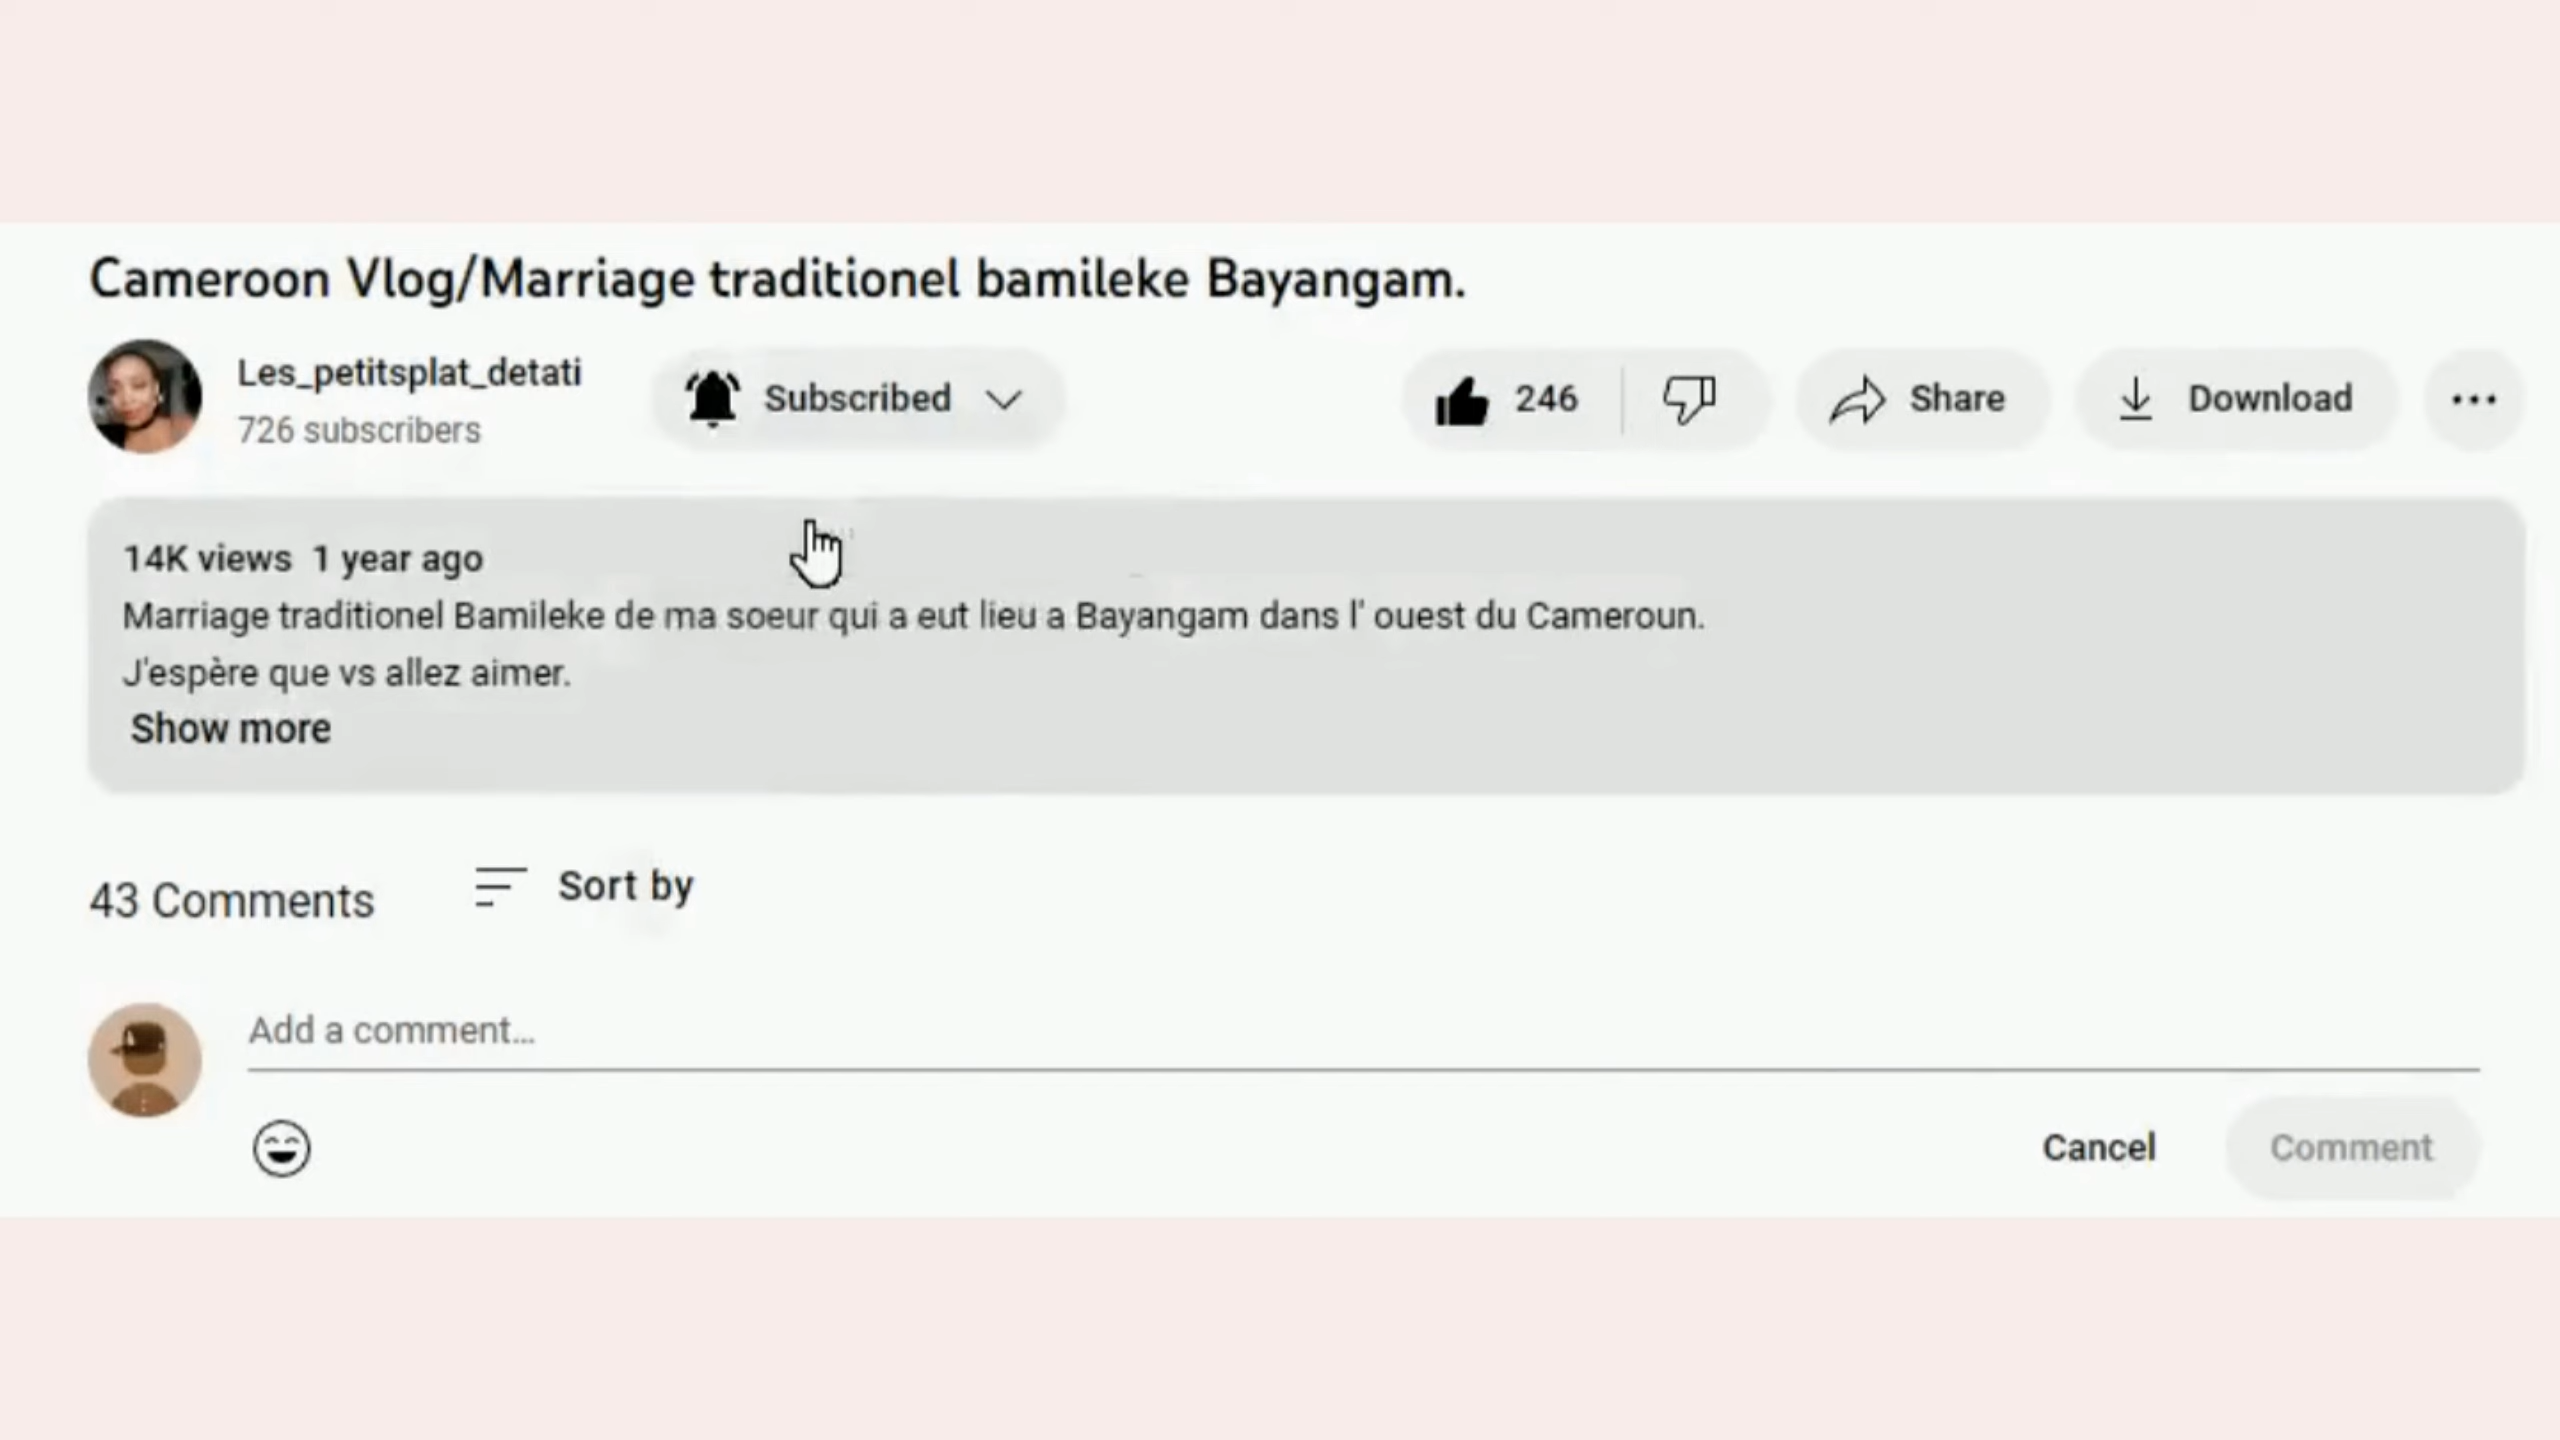 Cameroon Vlog/Marriage traditionel bamileke Bayangam.
Les_petitsplat_detati
726 subscribers
Subscribed
246
Share
Download
14K views 1 year ago
Marriage traditionel Bamileke de ma soeur qui a eut lieu a Bayangam dans l' ouest du Cameroun.
J'espère que vs allez aimer.
Show more
43 Comments
Sort by
Add a comment...
Cancel
Comment